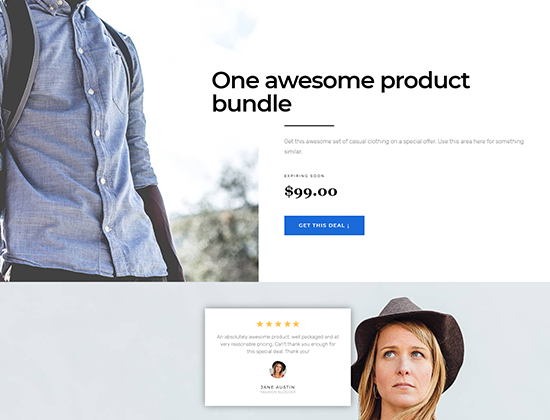 One awesome product
bundle
Get this awesome set of casual clothing on a special offer. Use this area here for something
similar.
EXPIRING SOON
$99.00
GET THIS DEAL ↓
An absolutely awesome product, well packaged and at
very reasonable pricing. Can't thank you enough for
this special deal. Thank you!
JANE AUSTIN
FASHION BLOGGER